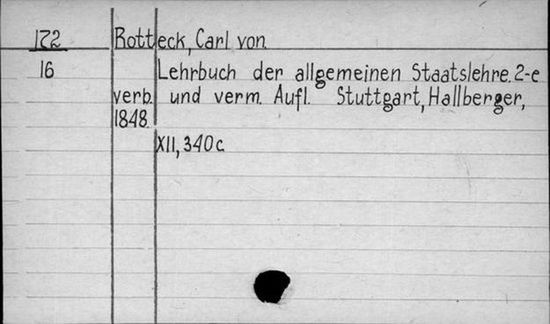 172 Rotteck, Carl von.
16 Lehrbuch der allgemeinen Staatslehre. 2-e
verb. und verm. Aufl. Stuttgart, Hallberger,
1848.
XII, 340 c.